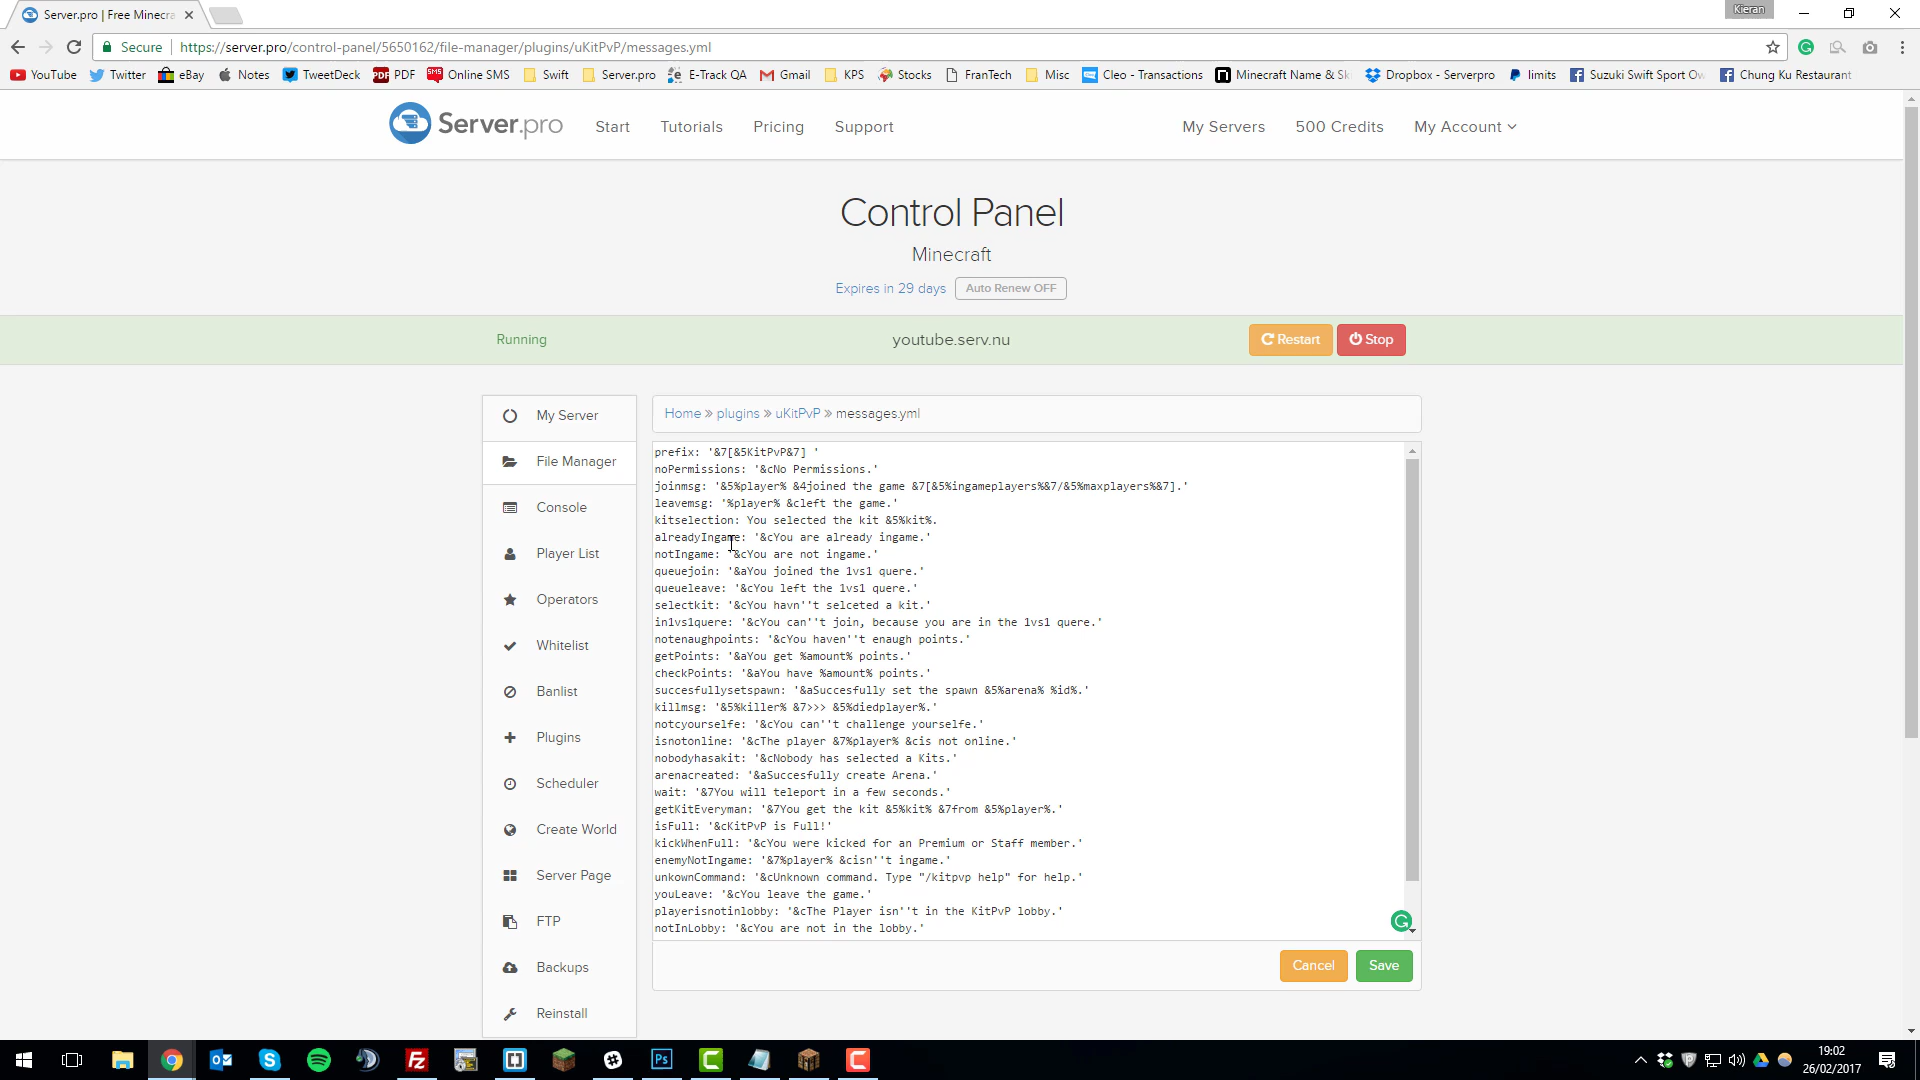 Server.pro | Free Minecra
Kieran
Secure
https://server.pro/control-panel/5650162/file-manager/plugins/uKitPvP/messages.yml
YouTube
Twitter
eBay
Notes
TweetDeck
PDF PDF
SMS Online SMS
Swift
Server.pro
E-Track QA
Gmail
KPS
Stocks
FranTech
Misc
Cleo - Transactions
Minecraft Name & Sk
Dropbox - Serverpro
limits
Suzuki Swift Sport Ow
Chung Ku Restaurant
Server.pro
Start
Tutorials
Pricing
Support
My Servers
500 Credits
My Account
Control Panel
Minecraft
Expires in 29 days
Auto Renew OFF
Running
youtube.serv.nu
Restart
Stop
My Server
File Manager
Console
Player List
Operators
Whitelist
Banlist
Plugins
Scheduler
Create World
Server Page
FTP
Backups
Reinstall
Home » plugins » uKitPvP » messages.yml
prefix: '&7[&5KitPvP&7] '
noPermissions: '&cNo Permissions.'
joinmsg: '&5%player% &4joined the game &7[&5%ingameplayers%&7/&5%maxplayers%&7].'
leavemsg: '%player% &cleft the game.'
kitselection: You selected the kit &5%kit%.
alreadyIngame: '&cYou are already ingame.'
notIngame: '&cYou are not ingame.'
queuejoin: '&aYou joined the 1vs1 quere.'
queueleave: '&cYou left the 1vs1 quere.'
selectkit: '&cYou havn''t selceted a kit.'
in1vs1quere: '&cYou can''t join, because you are in the 1vs1 quere.'
notenaughpoints: '&cYou haven''t enaugh points.'
getPoints: '&aYou get %amount% points.'
checkPoints: '&aYou have %amount% points.'
succesfullysetspawn: '&aSuccesfully set the spawn &5%arena% %id%.'
killmsg: '&5%killer% &7>>> &5%diedplayer%.'
notcyourselfe: '&cYou can''t challenge yourselfe.'
isnotonline: '&cThe player &7%player% &cis not online.'
nobodyhasakit: '&cNobody has selected a Kits.'
arenacreated: '&aSuccesfully create Arena.'
wait: '&7You will teleport in a few seconds.'
getKitEveryman: '&7You get the kit &5%kit% &7from &5%player%.'
isFull: '&cKitPvP is Full!'
kickWhenFull: '&cYou were kicked for an Premium or Staff member.'
enemyNotIngame: '&7%player% &cisn''t ingame.'
unkownCommand: '&cUnknown command. Type "/kitpvp help" for help.'
youLeave: '&cYou leave the game.'
playerisnotinlobby: '&cThe Player isn''t in the KitPvP lobby.'
notInLobby: '&cYou are not in the lobby.'
Cancel
Save
19:02
26/02/2017